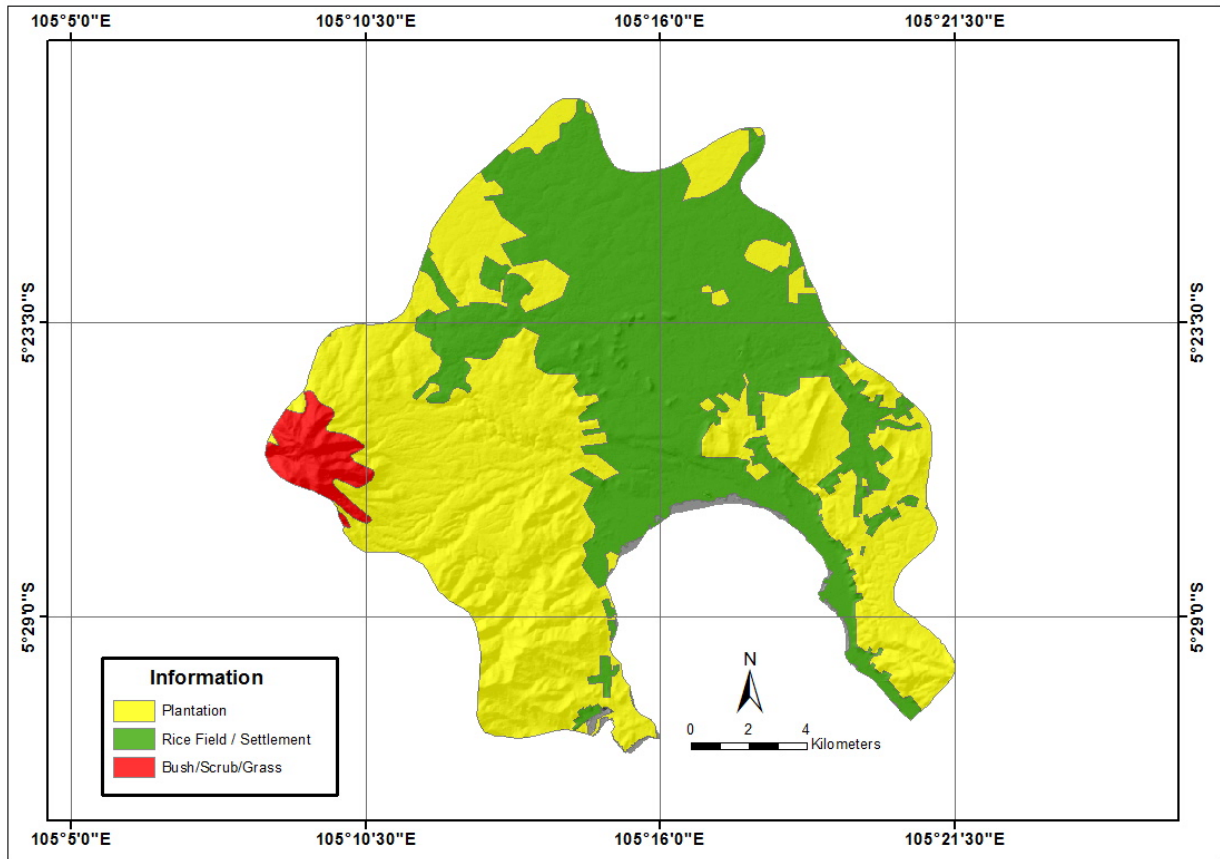 105°5'0"E 105°10'30"E 105°16'0"E 105°21'30"E
5°23'30"S 5°23'30"S
5°29'0"S 5°29'0"S
Information
Plantation
Rice Field / Settlement
Bush/Scrub/Grass
N
0 2 4
Kilometers
105°5'0"E 105°10'30"E 105°16'0"E 105°21'30"E